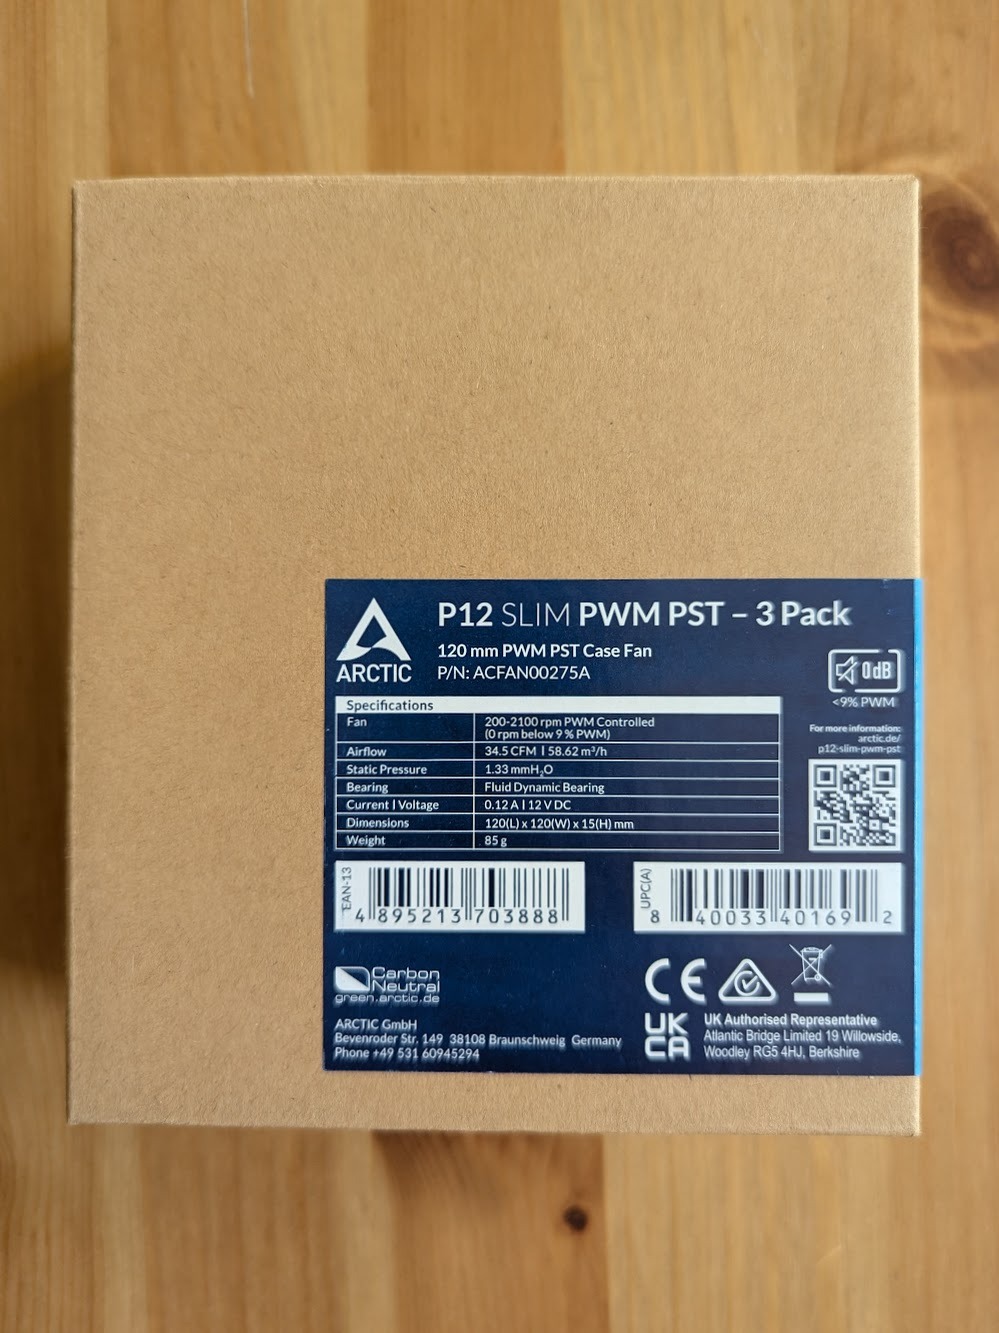 P12 SLIM PWM PST – 3 Pack
120 mm PWM PST Case Fan
P/N: ACFAN00275A
ARCTIC
0dB
<9% PWM
Specifications
Fan 200-2100 rpm PWM Controlled
(0 rpm below 9 % PWM)
Airflow 34.5 CFM | 58.62 m³/h
Static Pressure 1.33 mmH₂O
Bearing Fluid Dynamic Bearing
Current | Voltage 0.12 A | 12 V DC
Dimensions 120(L) x 120(W) x 15(H) mm
Weight 85 g
For more information:
arctic.de/
p12-slim-pwm-pst
EAN-13
4 895213 703888
UPC(A)
8 40033 40169 2
Carbon
Neutral
green.arctic.de
CE
ARCTIC GmbH
Bevenroder Str. 149 38108 Braunschweig Germany
Phone +49 531 60945294
UK
CA
UK Authorised Representative
Atlantic Bridge Limited 19 Willowside,
Woodley RG5 4HJ, Berkshire